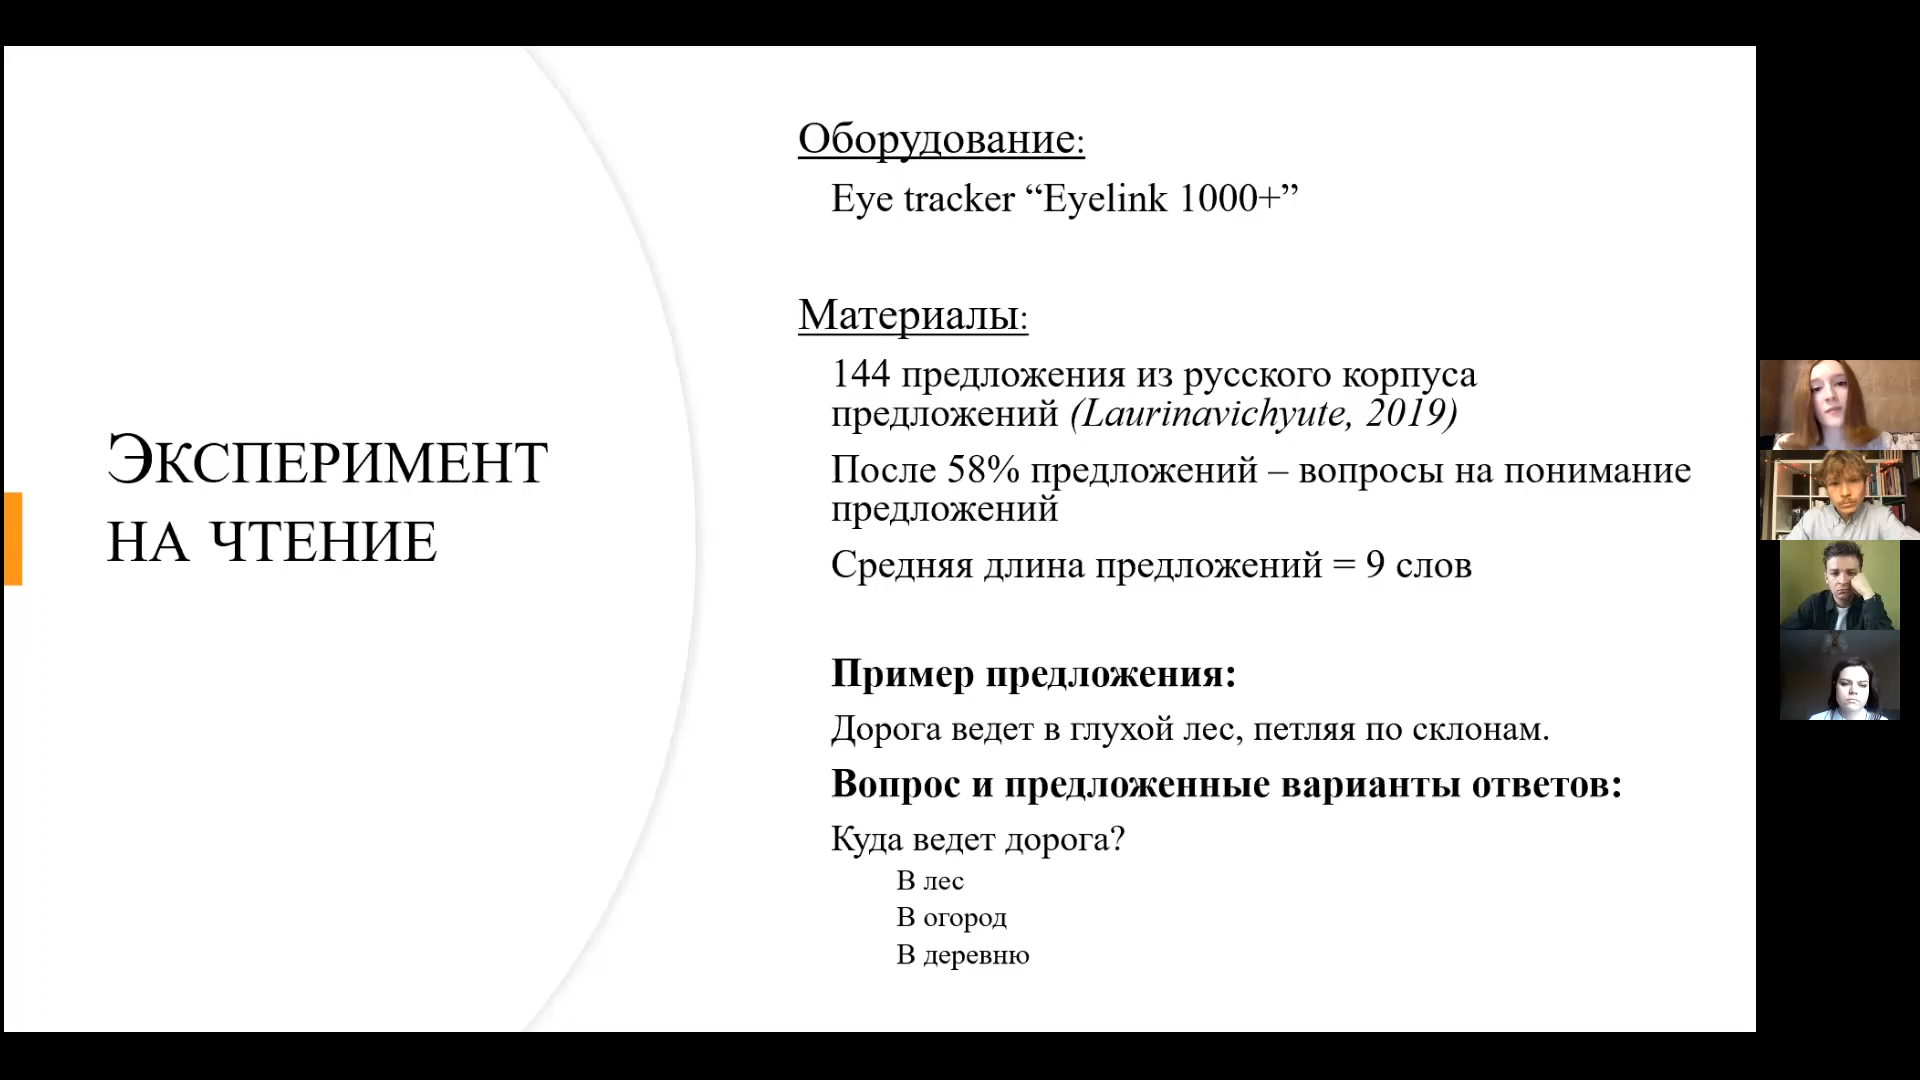 ЭКСПЕРИМЕНТ
НА ЧТЕНИЕ
Оборудование:
Eye tracker “Eyelink 1000+”
Материалы:
144 предложения из русского корпуса
предложений (Laurinavichyute, 2019)
После 58% предложений – вопросы на понимание
предложений
Средняя длина предложений = 9 слов
Пример предложения:
Дорога ведет в глухой лес, петляя по склонам.
Вопрос и предложенные варианты ответов:
Куда ведет дорога?
В лес
В огород
В деревню